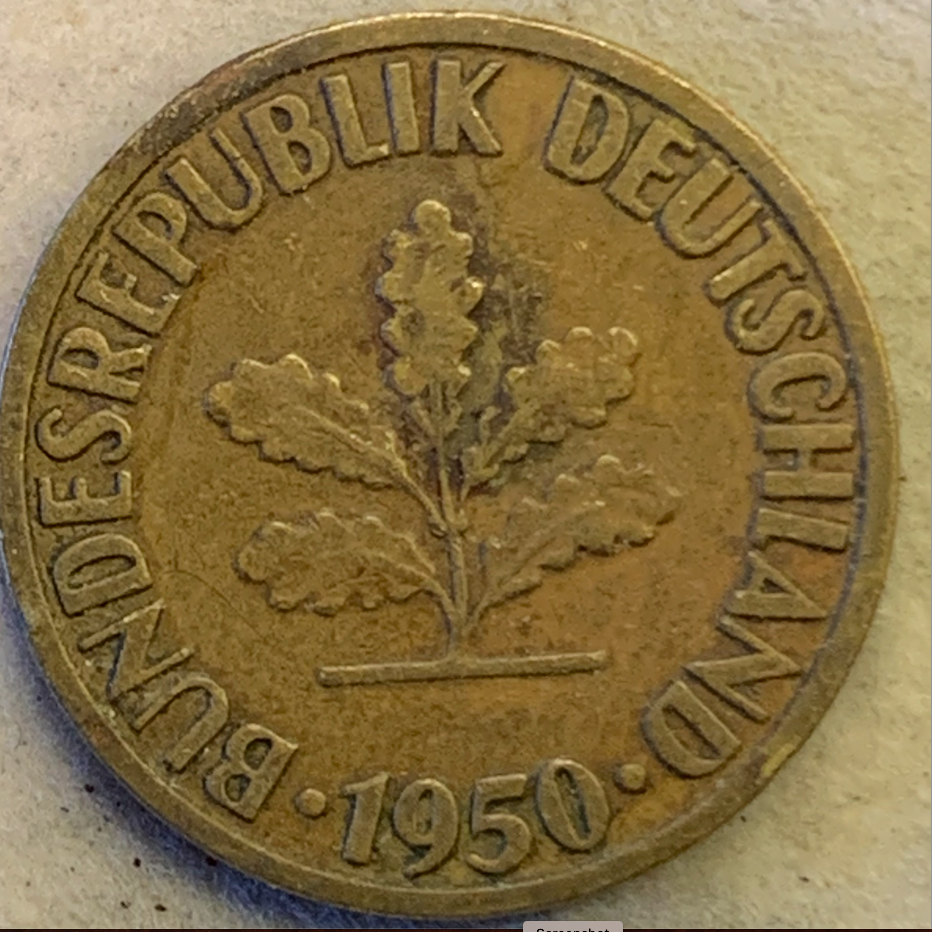 BUNDESREPUBLIK DEUTSCHLAND
·1950·